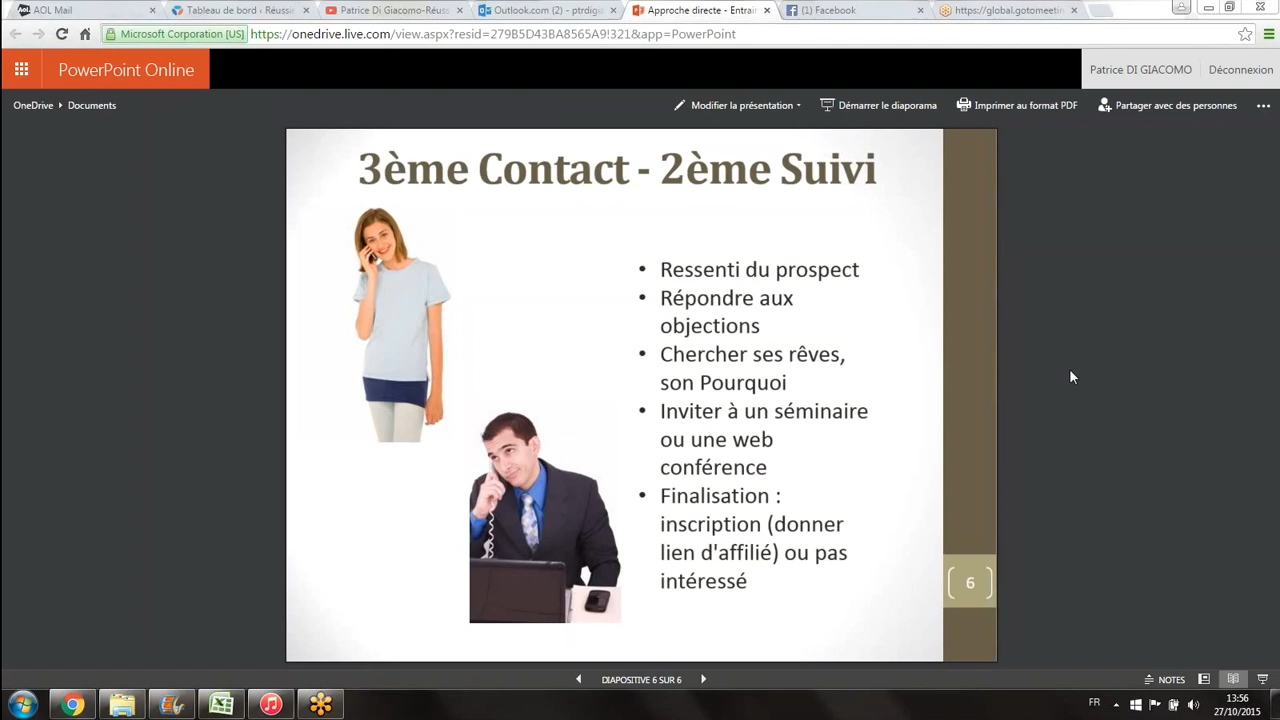 AOL Mail
Tableau de bord ‹ Réussi
Patrice Di Giacomo-Réuss
Outlook.com (2) - ptrdiga
Approche directe - Entrain
(1) Facebook
https://global.gotomeetin
Microsoft Corporation [US]
https://onedrive.live.com/view.aspx?resid=279B5D43BA8565A9!321&app=PowerPoint
PowerPoint Online
Patrice DI GIACOMO
Déconnexion
OneDrive
Documents
Modifier la présentation
Démarrer le diaporama
Imprimer au format PDF
Partager avec des personnes
3ème Contact - 2ème Suivi
• Ressenti du prospect
• Répondre aux
objections
• Chercher ses rêves,
son Pourquoi
• Inviter à un séminaire
ou une web
conférence
• Finalisation :
inscription (donner
lien d'affilié) ou pas
intéressé
6
DIAPOSITIVE 6 SUR 6
NOTES
FR
13:56
27/10/2015